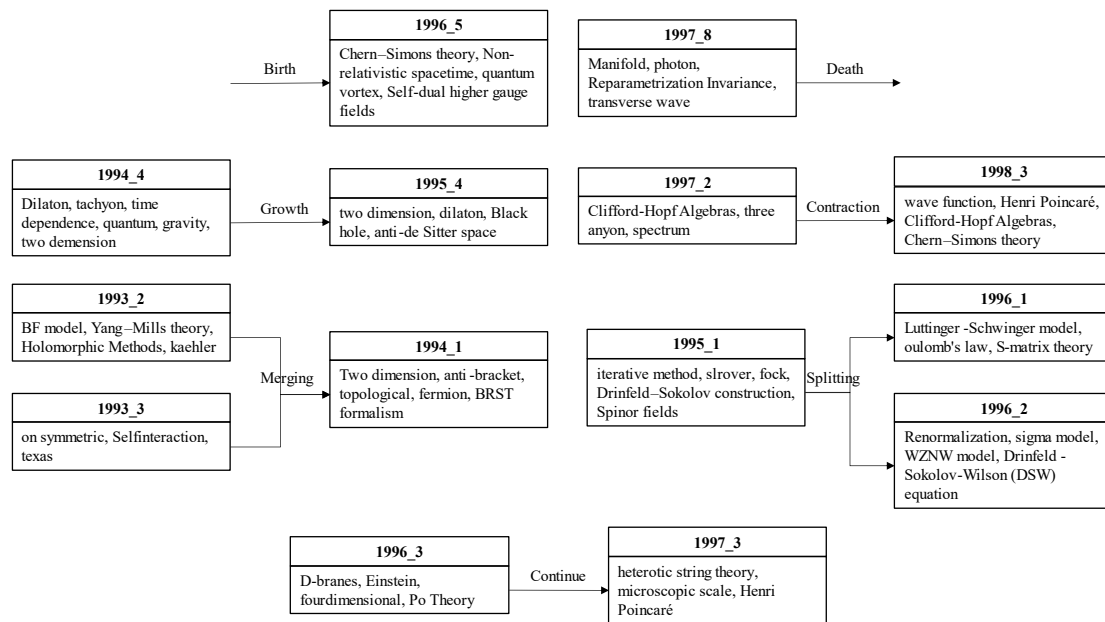 1996_5
Chern–Simons theory, Non-
relativistic spacetime, quantum
vortex, Self-dual higher gauge
fields
Birth
1997_8
Manifold, photon,
Reparametrization Invariance,
transverse wave
Death
1994_4
Dilaton, tachyon, time
dependence, quantum, gravity,
two demension
Growth
1995_4
two dimension, dilaton, Black
hole, anti-de Sitter space
1997_2
Clifford-Hopf Algebras, three
anyon, spectrum
Contraction
1998_3
wave function, Henri Poincaré,
Clifford-Hopf Algebras,
Chern–Simons theory
1993_2
BF model, Yang–Mills theory,
Holomorphic Methods, kaehler
1993_3
on symmetric, Selfinteraction,
texas
Merging
1994_1
Two dimension, anti -bracket,
topological, fermion, BRST
formalism
1995_1
iterative method, slrover, fock,
Drinfeld–Sokolov construction,
Spinor fields
Splitting
1996_1
Luttinger -Schwinger model,
oulomb's law, S-matrix theory
1996_2
Renormalization, sigma model,
WZNW model, Drinfeld -
Sokolov-Wilson (DSW)
equation
1996_3
D-branes, Einstein,
fourdimensional, Po Theory
Continue
1997_3
heterotic string theory,
microscopic scale, Henri
Poincaré